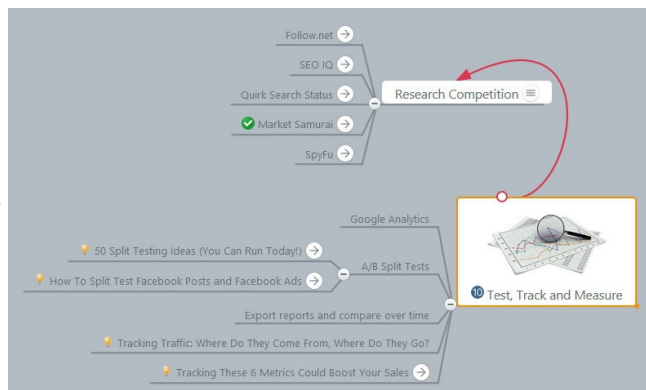 Follow.net
SEO IQ
Quirk Search Status
Market Samurai
SpyFu
Research Competition
Google Analytics
50 Split Testing Ideas (You Can Run Today!)
A/B Split Tests
How To Split Test Facebook Posts and Facebook Ads
Export reports and compare over time
Tracking Traffic: Where Do They Come From, Where Do They Go?
Tracking These 6 Metrics Could Boost Your Sales
10 Test, Track and Measure